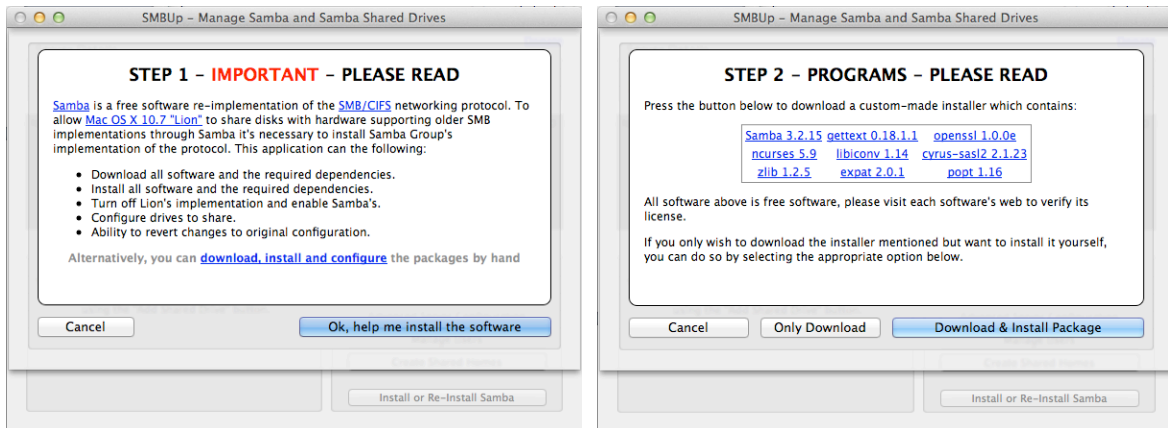 SMBUp – Manage Samba and Samba Shared Drives
STEP 1 – IMPORTANT – PLEASE READ
Samba is a free software re-implementation of the SMB/CIFS networking protocol. To
allow Mac OS X 10.7 "Lion" to share disks with hardware supporting older SMB
implementations through Samba it's necessary to install Samba Group's
implementation of the protocol. This application can the following:
• Download all software and the required dependencies.
• Install all software and the required dependencies.
• Turn off Lion's implementation and enable Samba's.
• Configure drives to share.
• Ability to revert changes to original configuration.
Alternatively, you can download, install and configure the packages by hand
Cancel
Ok, help me install the software
Create Shared names
Install or Re-Install Samba
SMBUp – Manage Samba and Samba Shared Drives
STEP 2 – PROGRAMS – PLEASE READ
Press the button below to download a custom-made installer which contains:
Samba 3.2.15 gettext 0.18.1.1 openssl 1.0.0e
ncurses 5.9 libiconv 1.14 cyrus-sasl2 2.1.23
zlib 1.2.5 expat 2.0.1 popt 1.16
All software above is free software, please visit each software's web to verify its
license.
If you only wish to download the installer mentioned but want to install it yourself,
you can do so by selecting the appropriate option below.
Cancel
Only Download
Download & Install Package
Create Shared names
Install or Re-Install Samba